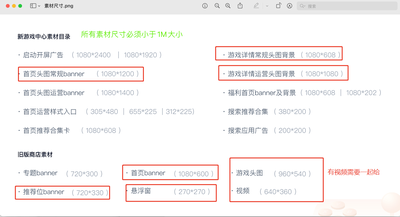 素材尺寸.png
搜索
新游戏中心素材目录
所有素材尺寸必须小于1M大小
· 启动开屏广告 ( 1080*2400 | 1080*1920 )
· 游戏详情常规头图背景 ( 1080*608 )
· 首页头图常规banner ( 1080*1200 )
· 游戏详情运营头图背景 ( 1080*1080 )
· 首页头图运营banner ( 1080*1400 )
· 福利首页banner及背景 ( 1080*608 | 1080*202 )
· 首页运营样式入口 ( 305*480 | 655*225 | 312*225)
· 搜索推荐合集 ( 380*200 )
· 首页推荐合集卡 ( 1080*608 )
· 搜索应用广告 ( 200*200 )
旧版商店素材
· 专题banner ( 720*300 )
· 首页banner ( 1080*600 )
· 游戏头图 ( 960*540 )
有视频需要一起给
· 推荐位banner ( 720*330 )
· 悬浮窗 ( 270*270 )
· 视频 ( 640*360 )